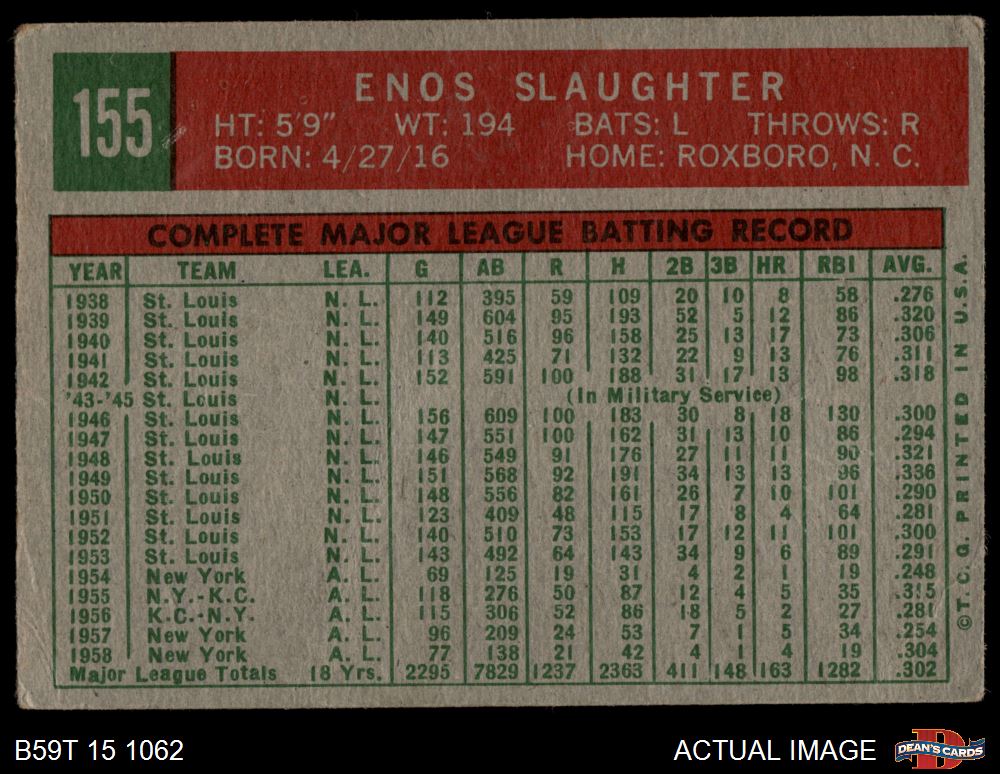 155
ENOS SLAUGHTER
HT: 5'9" WT: 194 BATS: L THROWS: R
BORN: 4/27/16 HOME: ROXBORO, N. C.
COMPLETE MAJOR LEAGUE BATTING RECORD
YEAR TEAM LEA. G AB R H 2B 3B HR RBI AVG.
1938 St. Louis N. L. 112 395 59 109 20 10 8 58 .276
1939 St. Louis N. L. 149 604 95 193 52 5 12 86 .320
1940 St. Louis N. L. 140 516 96 158 25 13 17 73 .306
1941 St. Louis N. L. 113 425 71 132 22 9 13 76 .311
1942 St. Louis N. L. 152 591 100 188 31 17 13 98 .318
'43-'45 St. Louis N. L. (In Military Service)
1946 St. Louis N. L. 156 609 100 183 30 8 18 130 .300
1947 St. Louis N. L. 147 551 100 162 31 13 10 86 .294
1948 St. Louis N. L. 146 549 91 176 27 11 11 90 .321
1949 St. Louis N. L. 151 568 92 191 34 13 13 96 .336
1950 St. Louis N. L. 148 556 82 161 26 7 10 101 .290
1951 St. Louis N. L. 123 409 48 115 17 8 4 64 .281
1952 St. Louis N. L. 140 510 73 153 17 12 11 101 .300
1953 St. Louis N. L. 143 492 64 143 34 9 6 89 .291
1954 New York A. L. 69 125 19 31 4 2 1 19 .248
1955 N.Y.-K.C. A. L. 118 276 50 87 12 4 5 35 .315
1956 K.C.-N.Y. A. L. 115 306 52 86 18 5 2 27 .281
1957 New York A. L. 96 209 24 53 7 1 5 34 .254
1958 New York A. L. 77 138 21 42 4 1 4 19 .304
Major League Totals 18 Yrs. 2295 7829 1237 2363 411 148 163 1282 .302
©T. C. G. PRINTED IN U.S.A.
B59T 15 1062
ACTUAL IMAGE
D
DEAN'S CARDS